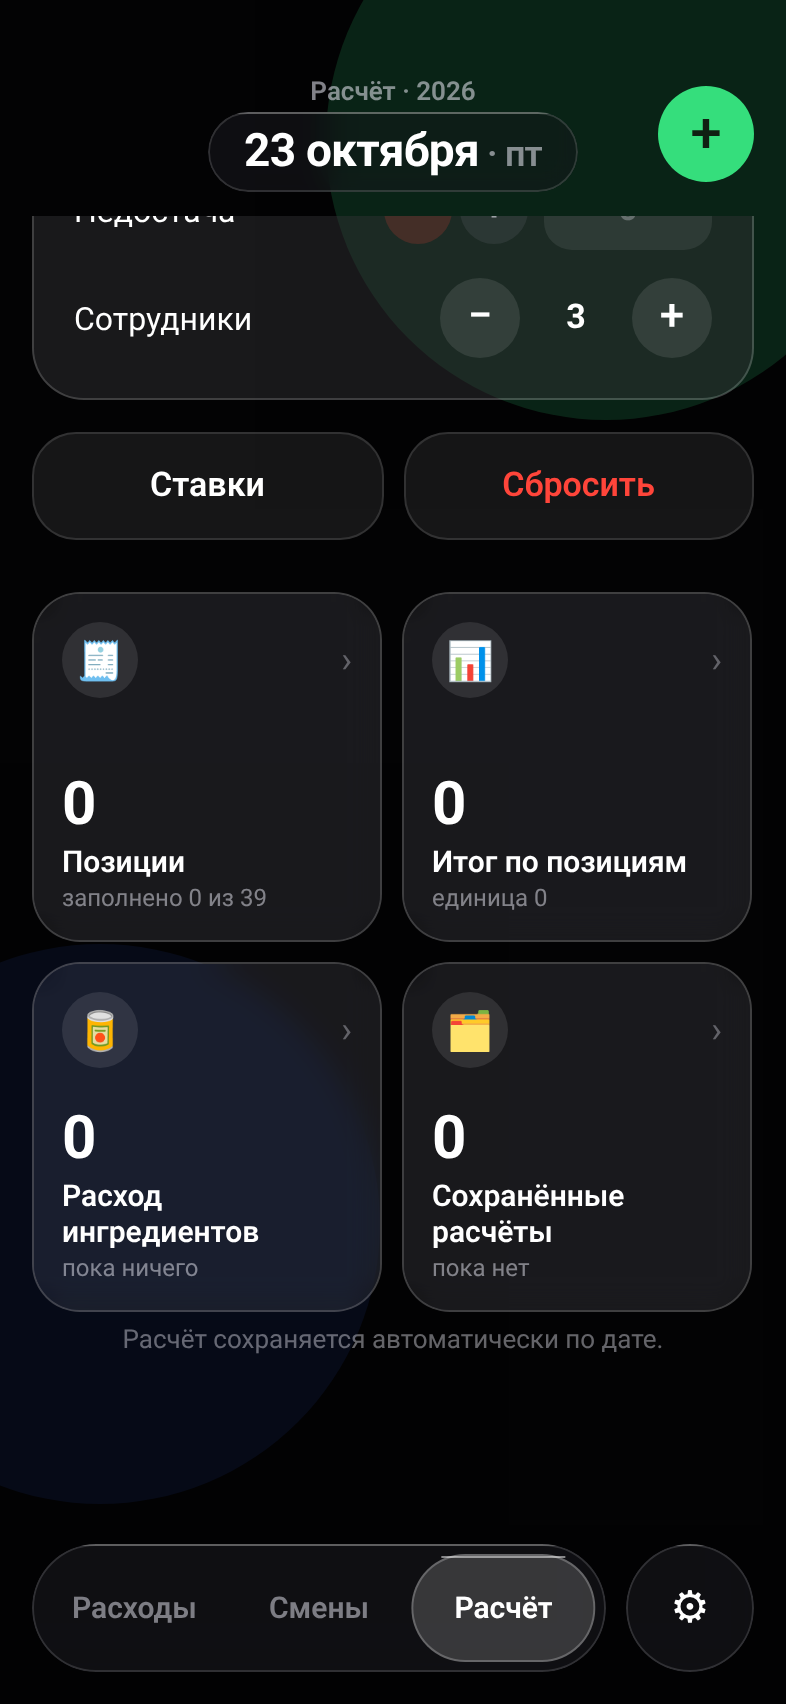 Расчёт · 2026
23 октября · пт
+
Недостача
Сотрудники
− 3 +
Ставки
Сбросить
0
Позиции
заполнено 0 из 39
0
Итог по позициям
единица 0
0
Расход
ингредиентов
пока ничего
0
Сохранённые
расчёты
пока нет
Расчёт сохраняется автоматически по дате.
Расходы
Смены
Расчёт